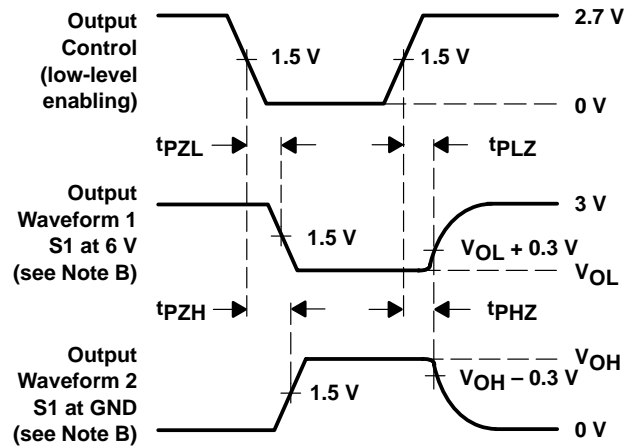 Output
Control
(low-level
enabling)
2.7 V
1.5 V
1.5 V
0 V
tPZL
tPLZ
Output
Waveform 1
S1 at 6 V
(see Note B)
3 V
1.5 V
VOL + 0.3 V
VOL
tPZH
tPHZ
Output
Waveform 2
S1 at GND
(see Note B)
VOH
1.5 V
VOH – 0.3 V
0 V